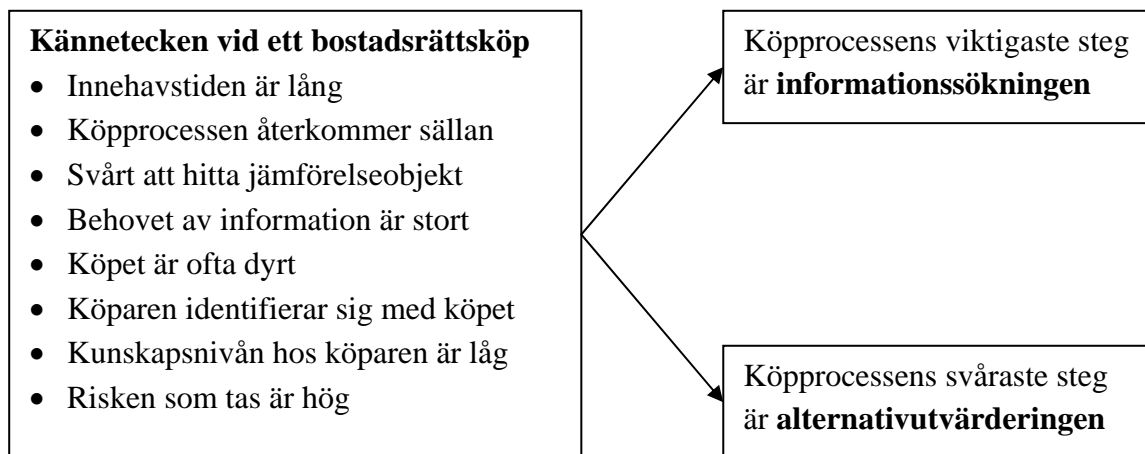 Kännetecken vid ett bostadsrättsköp
• Innehavstiden är lång
• Köpprocessen återkommer sällan
• Svårt att hitta jämförelseobjekt
• Behovet av information är stort
• Köpet är ofta dyrt
• Köparen identifierar sig med köpet
• Kunskapsnivån hos köparen är låg
• Risken som tas är hög
Köpprocessens viktigaste steg
är informationssökningen
Köpprocessens svåraste steg
är alternativutvärderingen